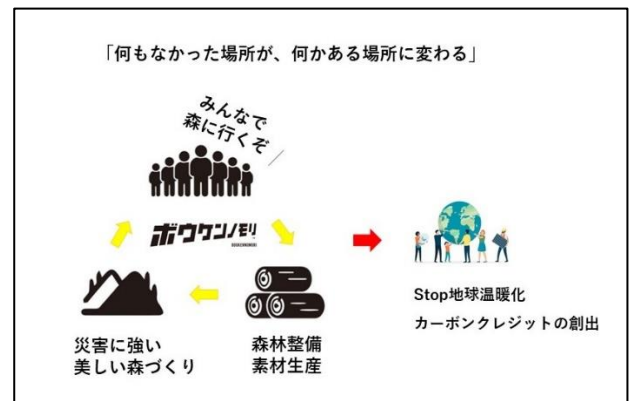 「何もなかった場所が、何かある場所に変わる」
みんなで
森に行くぞ
ボウケンノモリ
災害に強い
美しい森づくり
森林整備
素材生産
Stop地球温暖化
カーボンクレジットの創出